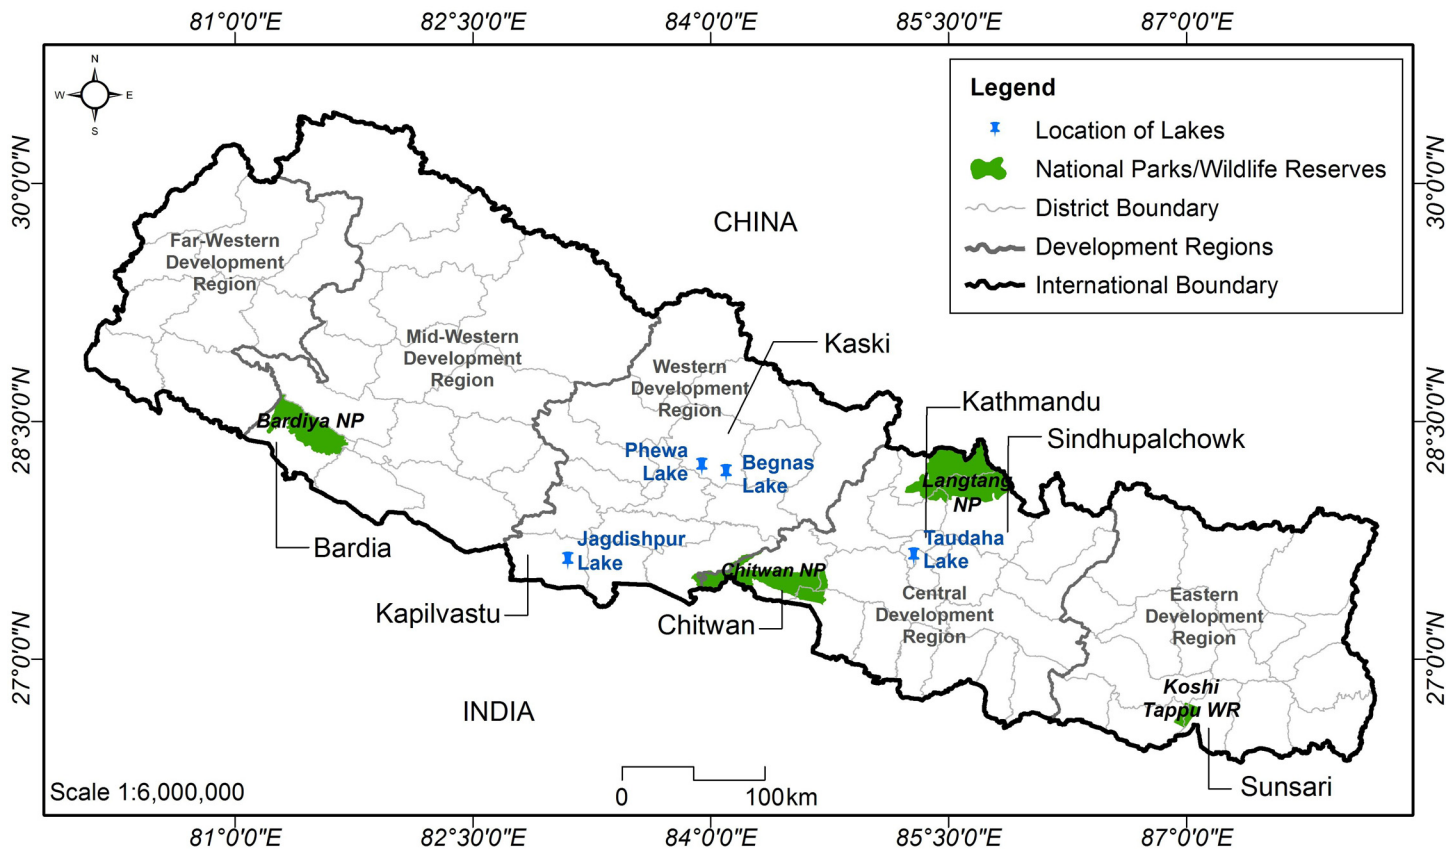 81°0'0"E
82°3'0"E
84°0'0"E
85°3'0"E
87°0'0"E
N
W
E
S
30°0'0"N
28°30'0"N
27°0'0"N
30°0'0"N
28°30'0"N
27°0'0"N
Legend
Location of Lakes
National Parks/Wildlife Reserves
District Boundary
Development Regions
International Boundary
CHINA
Far-Western
Development
Region
Mid-Western
Development
Region
Western
Development
Region
Kaski
Kathmandu
Sindhupalchowk
Bardiya NP
Phewa
Lake
Begnas
Lake
Langtang
NP
Bardia
Jagdishpur
Lake
Taudaha
Lake
Chitwan NP
Kapilvastu
Chitwan
Central
Development
Region
Eastern
Development
Region
Koshi
Tappu WR
INDIA
Sunsari
Scale 1:6,000,000
0
100km
81°0'0"E
82°3'0"E
84°0'0"E
85°3'0"E
87°0'0"E